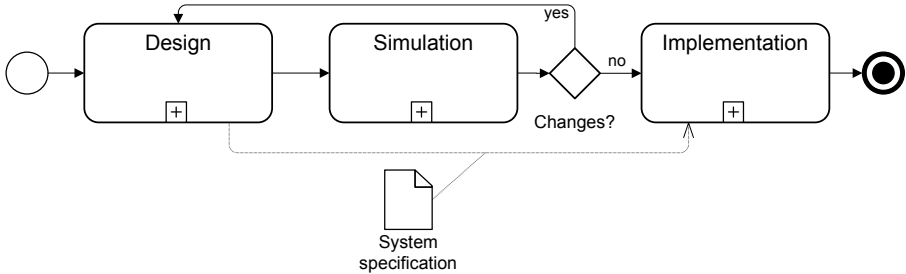 yes
Design
Simulation
Implementation
no
Changes?
System
specification